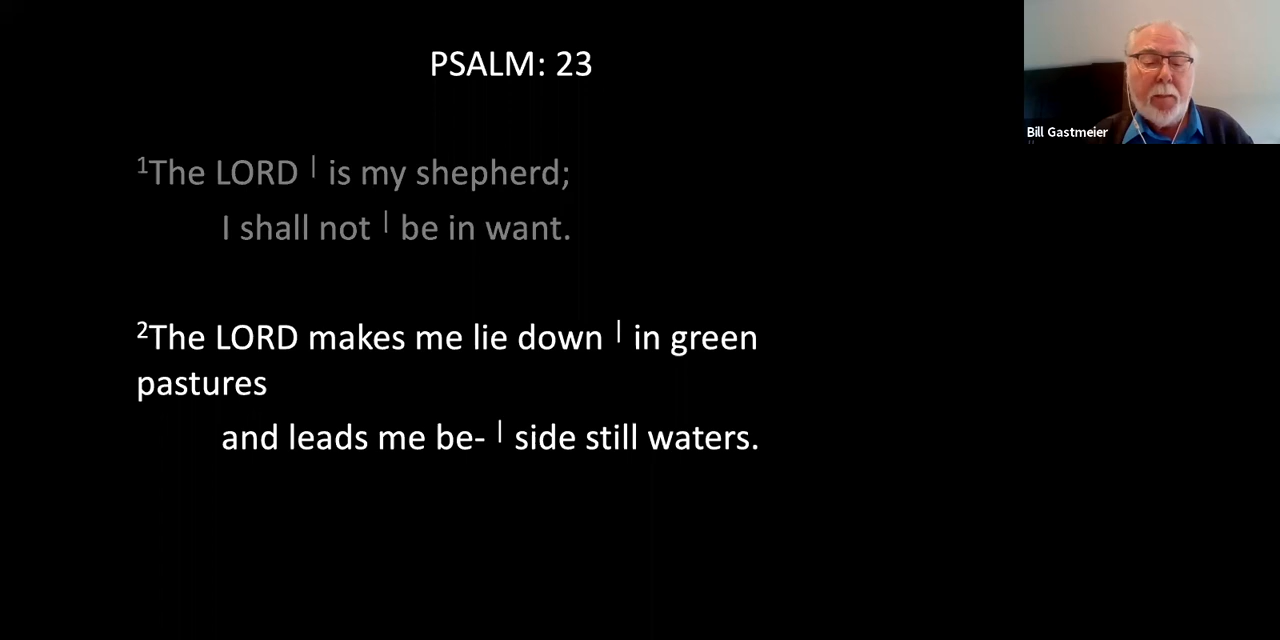 PSALM: 23
Bill Gastmeier
¹The LORD | is my shepherd;
I shall not | be in want.
²The LORD makes me lie down | in green
pastures
and leads me be- | side still waters.